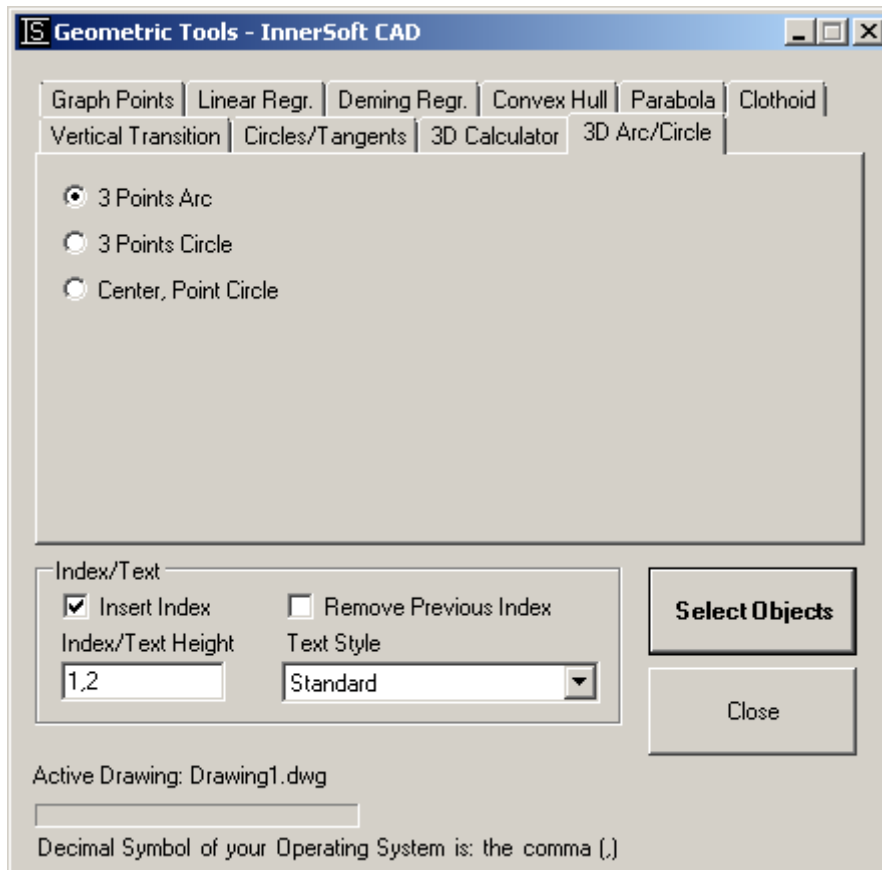 IS Geometric Tools - InnerSoft CAD
Graph Points Linear Regr. Deming Regr. Convex Hull Parabola Clothoid
Vertical Transition Circles/Tangents 3D Calculator 3D Arc/Circle
3 Points Arc
3 Points Circle
Center, Point Circle
Index/Text
Insert Index Remove Previous Index
Select Objects
Index/Text Height Text Style
1,2 Standard
Close
Active Drawing: Drawing1.dwg
Decimal Symbol of your Operating System is: the comma (,)